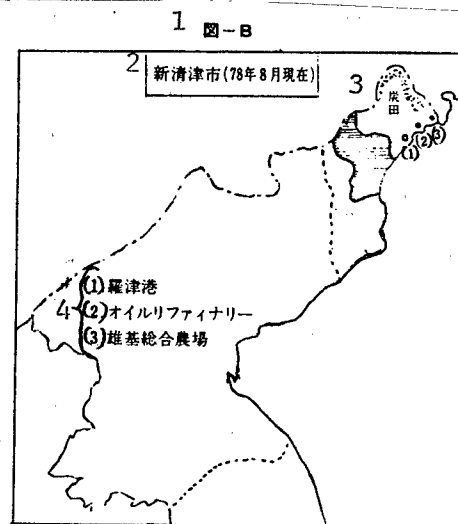 1 図-B
2 新清津市(78年8月現在)
3
炭田
(1) (2) (3)
4
(1)羅津港
(2)オイルリファィナリー
(3)雄基総合農場